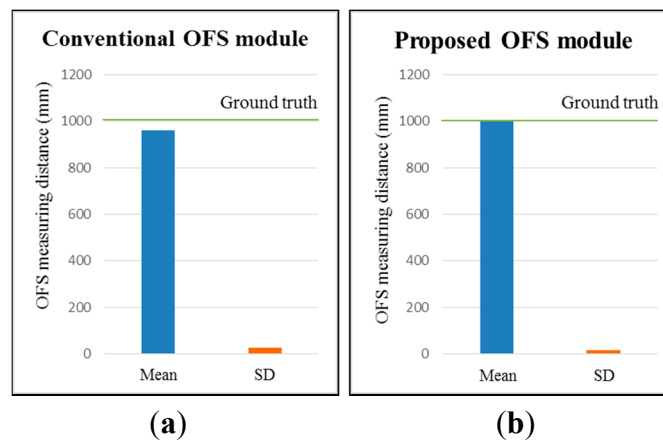 Conventional OFS module
OFS measuring distance (mm)
1200
1000
800
600
400
200
0
Ground truth
Mean SD
(a)
Proposed OFS module
OFS measuring distance (mm)
1200
1000
800
600
400
200
0
Ground truth
Mean SD
(b)